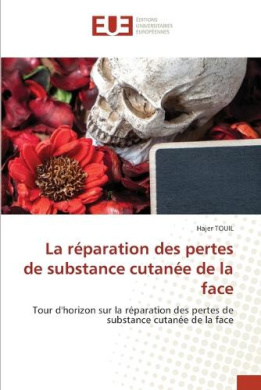 EUE
ÉDITIONS
UNIVERSITAIRES
EUROPÉENNES
Hajer TOUIL
La réparation des pertes
de substance cutanée de la
face
Tour d'horizon sur la réparation des pertes de
substance cutanée de la face